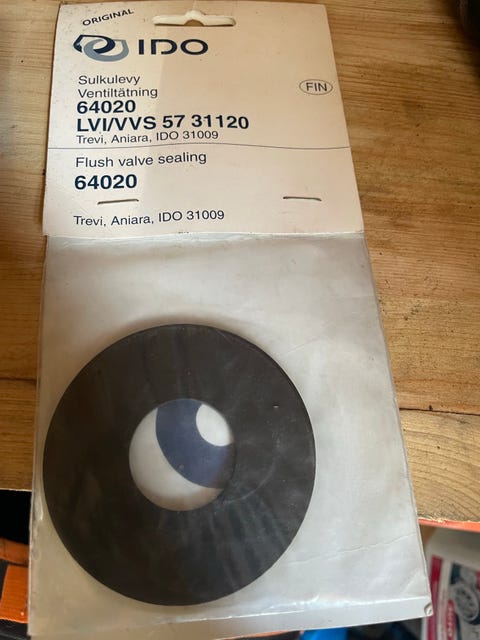 ORIGINAL
IDO
Sulkulevy
Ventiltätning
FIN
64020
LVI/VVS 57 31120
Trevi, Aniara, IDO 31009
Flush valve sealing
64020
Trevi, Aniara, IDO 31009